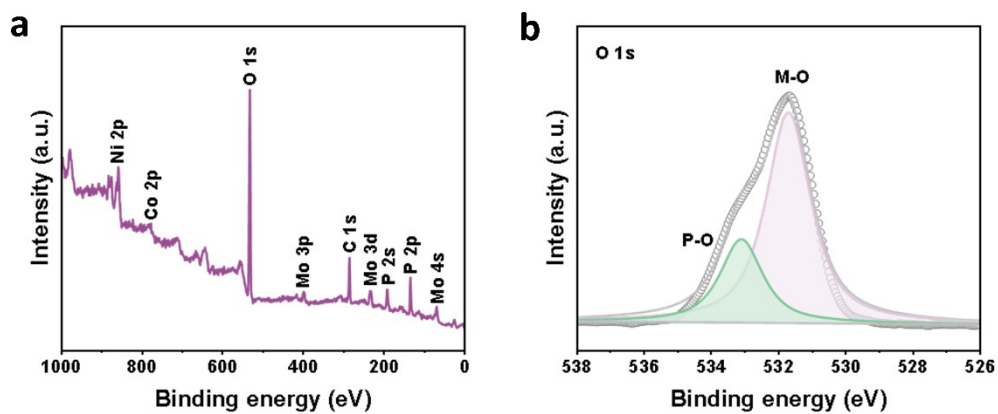 a
Intensity (a.u.)
Ni 2p
Co 2p
O 1s
Mo 3p
C 1s
Mo 3d
P 2s
P 2p
Mo 4s
1000 800 600 400 200 0
Binding energy (eV)
b
Intensity (a.u.)
O 1s
M-O
P-O
538 536 534 532 530 528 526
Binding energy (eV)